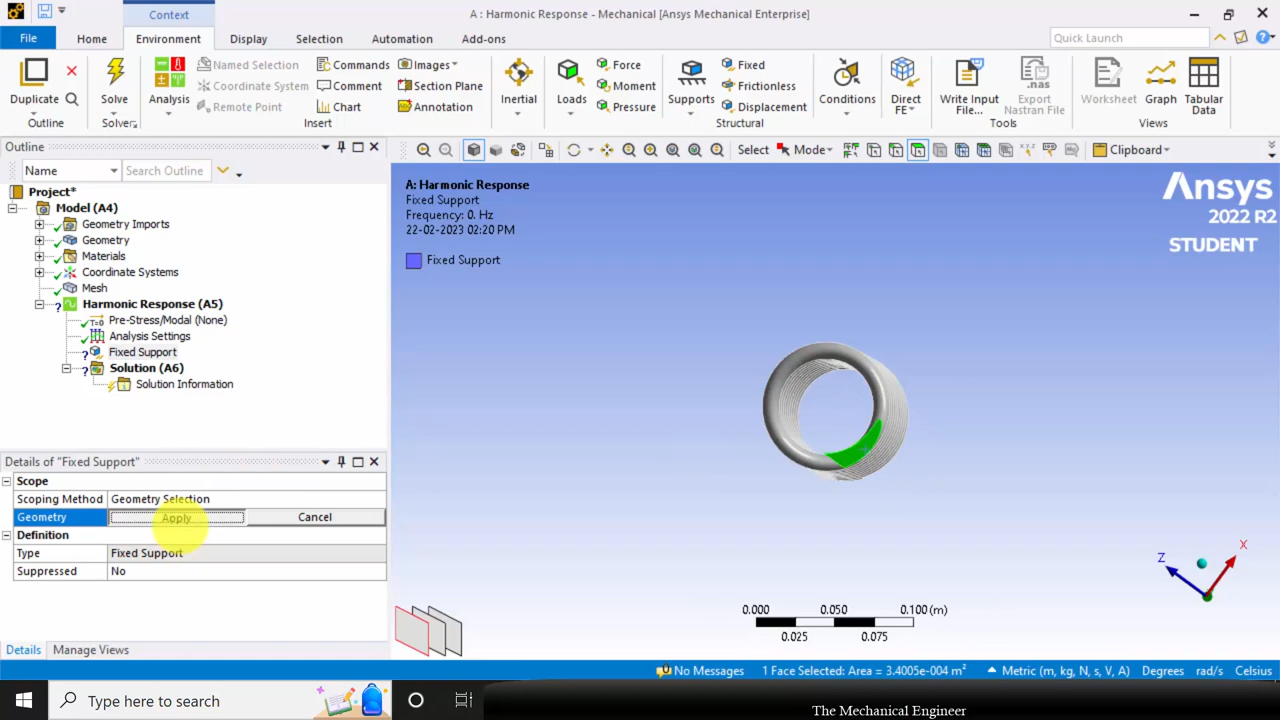 Context
A : Harmonic Response - Mechanical [Ansys Mechanical Enterprise]
File Home Environment Display Selection Automation Add-ons Quick Launch
Duplicate
Outline
Solve
Solver
Analysis
Named Selection
Coordinate System
Remote Point
Commands
Comment
Chart
Images
Section Plane
Annotation
Insert
Inertial
Loads
Force
Moment
Pressure
Supports
Fixed
Frictionless
Displacement
Structural
Conditions
Direct
FE
Write Input
File...
Export
Nastran File
.nas
Tools
Worksheet
Graph
Tabular
Data
Views
Outline
Name
Search Outline
Select Mode Clipboard
Project*
Model (A4)
Geometry Imports
Geometry
Materials
Coordinate Systems
Mesh
Harmonic Response (A5)
T=0 Pre-Stress/Modal (None)
Analysis Settings
Fixed Support
Solution (A6)
Solution Information
A: Harmonic Response
Fixed Support
Frequency: 0. Hz
22-02-2023 02:20 PM
Fixed Support
Ansys
2022 R2
STUDENT
Details of "Fixed Support"
Scope
Scoping Method Geometry Selection
Geometry Apply Cancel
Definition
Type Fixed Support
Suppressed No
Z
X
0.000 0.050 0.100 (m)
0.025 0.075
Details Manage Views
No Messages 1 Face Selected: Area = 3.4005e-004 m² Metric (m, kg, N, s, V, A) Degrees rad/s Celsius
Type here to search
The Mechanical Engineer